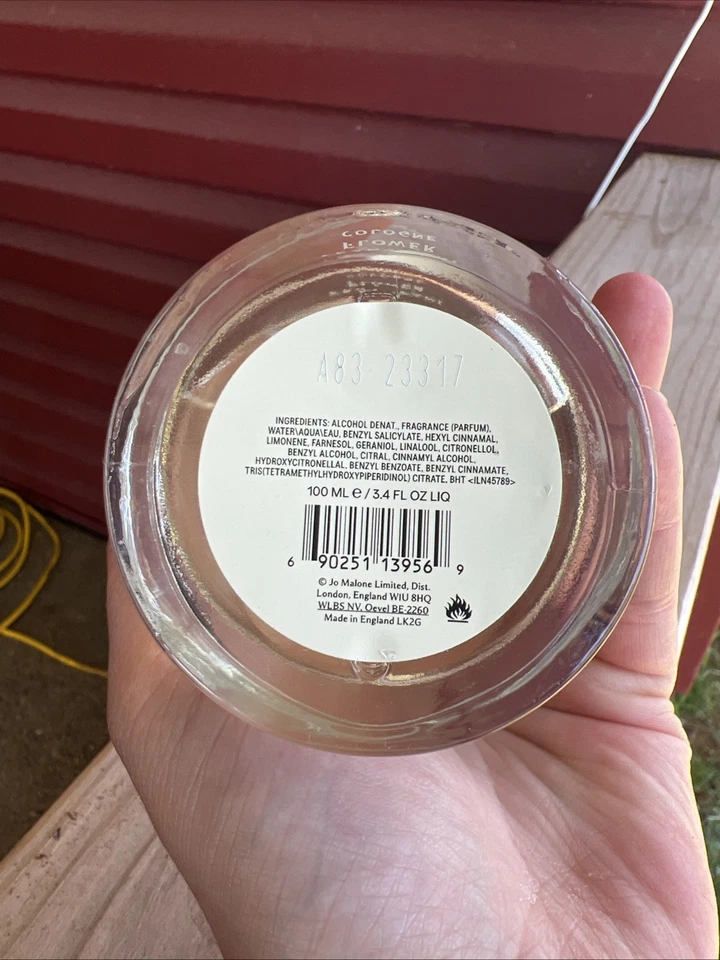 COLOGNE
FLOWER
A83 23317
INGREDIENTS: ALCOHOL DENAT., FRAGRANCE (PARFUM),
WATER\AQUA\EAU, BENZYL SALICYLATE, HEXYL CINNAMAL,
LIMONENE, FARNESOL, GERANIOL, LINALOOL, CITRONELLOL,
BENZYL ALCOHOL, CITRAL, CINNAMYL ALCOHOL,
HYDROXYCITRONELLAL, BENZYL BENZOATE, BENZYL CINNAMATE,
TRIS(TETRAMETHYLHYDROXYPIPERIDINOL) CITRATE, BHT <ILN45789>
100 ML e / 3.4 FL OZ LIQ
6 90251 13956 9
© Jo Malone Limited, Dist.
London, England W1U 8HQ
WLBS NV, Oevel BE-2260
Made in England LK2G